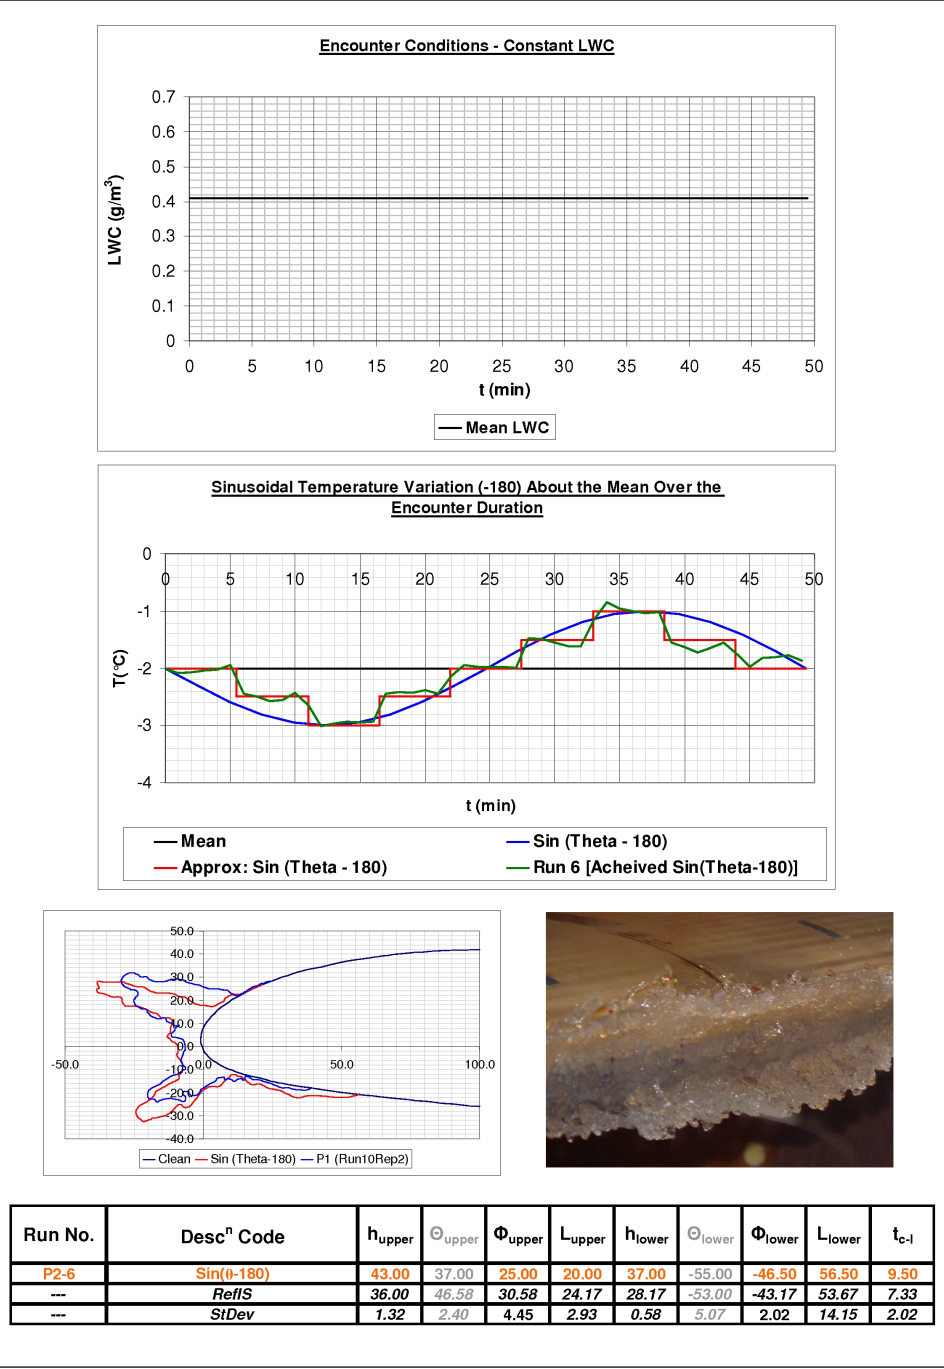 Encounter Conditions - Constant LWC
0.7
0.6
0.5
0.4
0.3
0.2
0.1
0
LWC (g/m³)
0 5 10 15 20 25 30 35 40 45 50
t (min)
Mean LWC
Sinusoidal Temperature Variation (-180) About the Mean Over the
Encounter Duration
0
0 5 10 15 20 25 30 35 40 45 50
-1
-2
-3
-4
T(°C)
t (min)
Mean Sin (Theta - 180)
Approx: Sin (Theta - 180) Run 6 [Acheived Sin(Theta-180)]
50.0
40.0
30.0
20.0
10.0
0.0
-50.0 0.0 50.0 100.0
-10.0
-20.0
-30.0
-40.0
Clean Sin (Theta-180) P1 (Run10Rep2)
Run No. Descⁿ Code h upper Θ upper Φ upper L upper h lower Θ lower Φ lower L lower t c-l
P2-6 Sin(θ-180) 43.00 37.00 25.00 20.00 37.00 -55.00 -46.50 56.50 9.50
--- RefIS 36.00 46.58 30.58 24.17 28.17 -53.00 -43.17 53.67 7.33
--- StDev 1.32 2.40 4.45 2.93 0.58 5.07 2.02 14.15 2.02